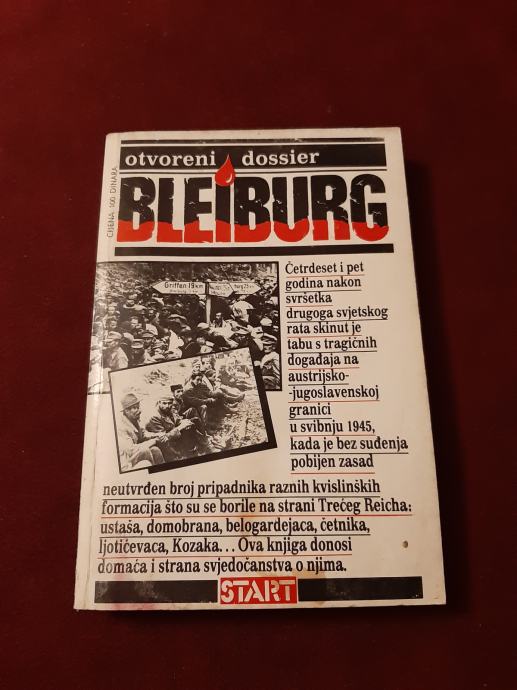 CIJENA 100 DINARA
otvoreni dossier
BLEIBURG
Griffen 19 km
Četrdeset i pet
godina nakon
svršetka
drugoga svjetskog
rata skinut je
tabu s tragičnih
događaja na
austrijsko-
-jugoslavenskoj
granici
u svibnju 1945,
kada je bez suđenja
pobijen zasad
neutvrđen broj pripadnika raznih kvislinških
formacija što su se borile na strani Trećeg Reicha:
ustaša, domobrana, belogardejaca, četnika,
ljotićevaca, Kozaka... Ova knjiga donosi
domaća i strana svjedočanstva o njima.
START